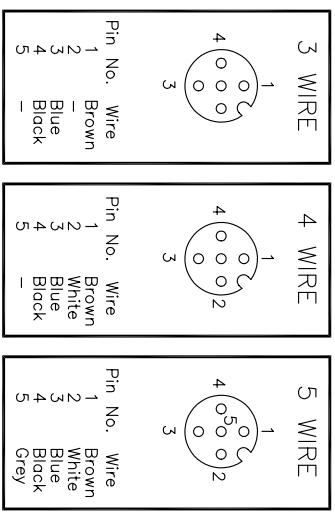 3 WIRE
4
1
3
Pin No. Wire
1 Brown
2 –
3 Blue
4 Black
5 –
4 WIRE
4
1
3
2
Pin No. Wire
1 Brown
2 White
3 Blue
4 Black
5 –
5 WIRE
4
1
5
3
2
Pin No. Wire
1 Brown
2 White
3 Blue
4 Black
5 Grey